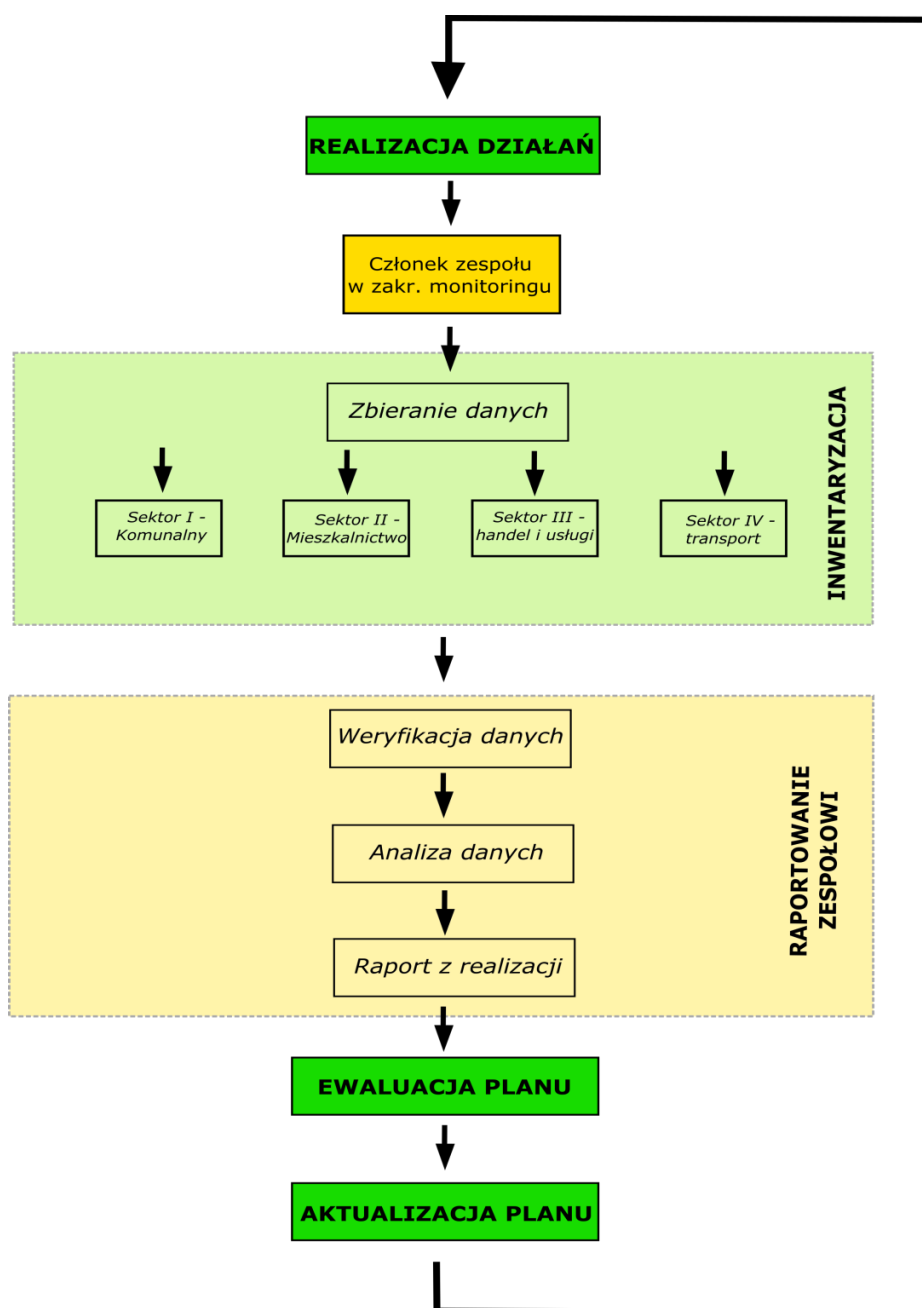 REALIZACJA DZIAŁAŃ
Członek zespołu
w zakr. monitoringu
Zbieranie danych
Sektor I -
Komunalny
Sektor II -
Mieszkalnictwo
Sektor III -
handel i usługi
Sektor IV -
transport
INWENTARYZACJA
Weryfikacja danych
Analiza danych
Raport z realizacji
RAPORTOWANIE
ZESPOŁOWI
EWALUACJA PLANU
AKTUALIZACJA PLANU